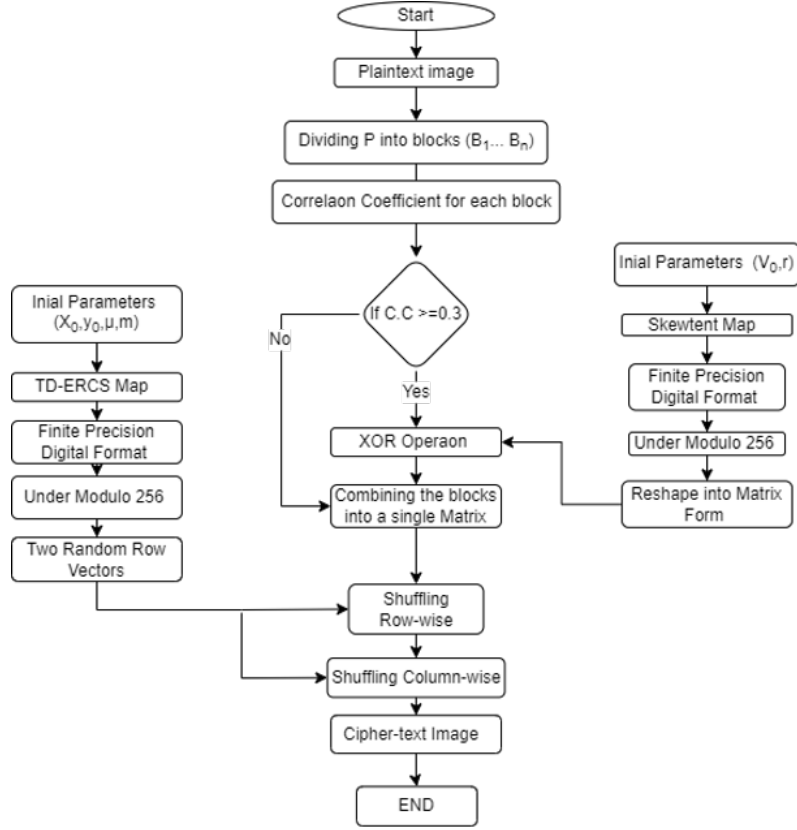 Start
Plaintext image
Dividing P into blocks (B₁... Bₙ)
Correlaon Coefficient for each block
If C.C >=0.3
No
Yes
XOR Operaon
Combining the blocks
into a single Matrix
Shuffling
Row-wise
Shuffling Column-wise
Cipher-text Image
END
Inial Parameters
(X₀,y₀,µ,m)
TD-ERCS Map
Finite Precision
Digital Format
Under Modulo 256
Two Random Row
Vectors
Inial Parameters (V₀,r)
Skewtent Map
Finite Precision
Digital Format
Under Modulo 256
Reshape into Matrix
Form